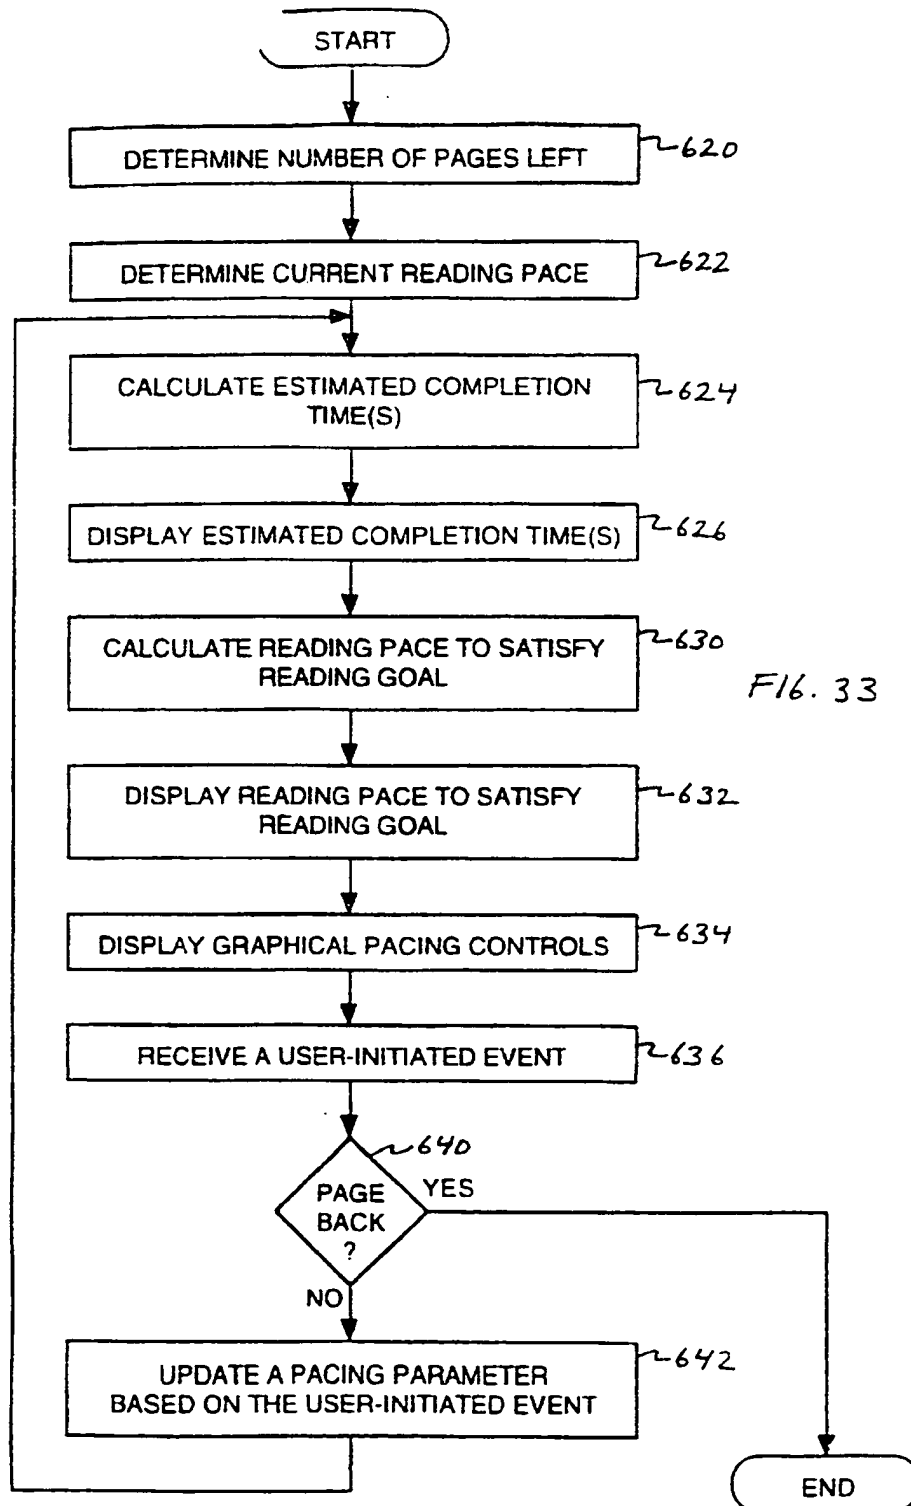 START
DETERMINE NUMBER OF PAGES LEFT
620
DETERMINE CURRENT READING PACE
622
CALCULATE ESTIMATED COMPLETION
TIME(S)
624
DISPLAY ESTIMATED COMPLETION TIME(S)
626
CALCULATE READING PACE TO SATISFY
READING GOAL
630
FIG. 33
DISPLAY READING PACE TO SATISFY
READING GOAL
632
DISPLAY GRAPHICAL PACING CONTROLS
634
RECEIVE A USER-INITIATED EVENT
636
640
PAGE
BACK
?
YES
NO
UPDATE A PACING PARAMETER
BASED ON THE USER-INITIATED EVENT
642
END